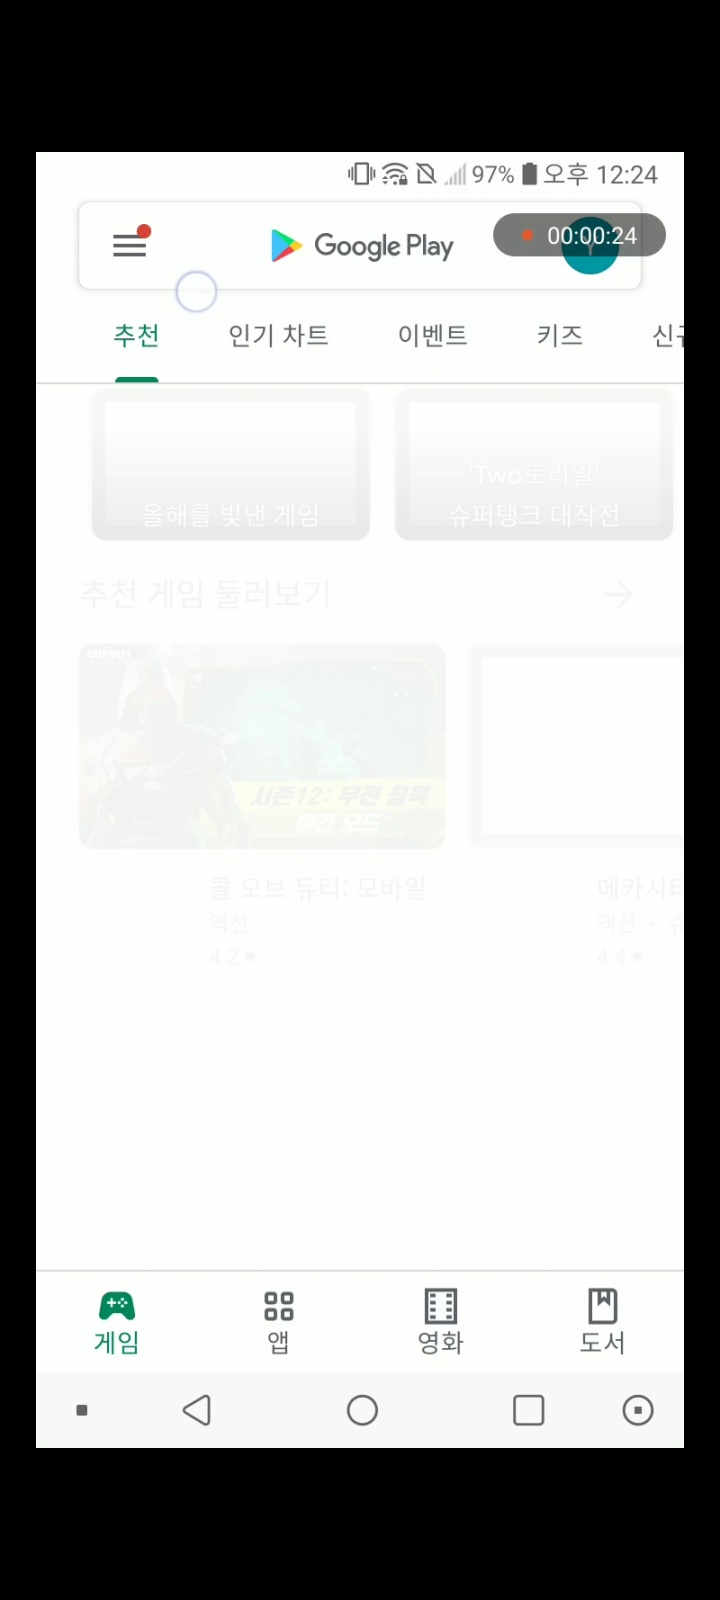 97% 오후 12:24
Google Play
00:00:24
추천 인기 차트 이벤트 키즈
올해를 빛낸 게임
'Two토리얼'
슈퍼탱크 대작전
추천 게임 둘러보기
시즌12: 무전 침묵
야간 모드
콜 오브 듀티: 모바일
액션
4.2★
메카시티
액션 · 슈
4.4★
게임 앱 영화 도서